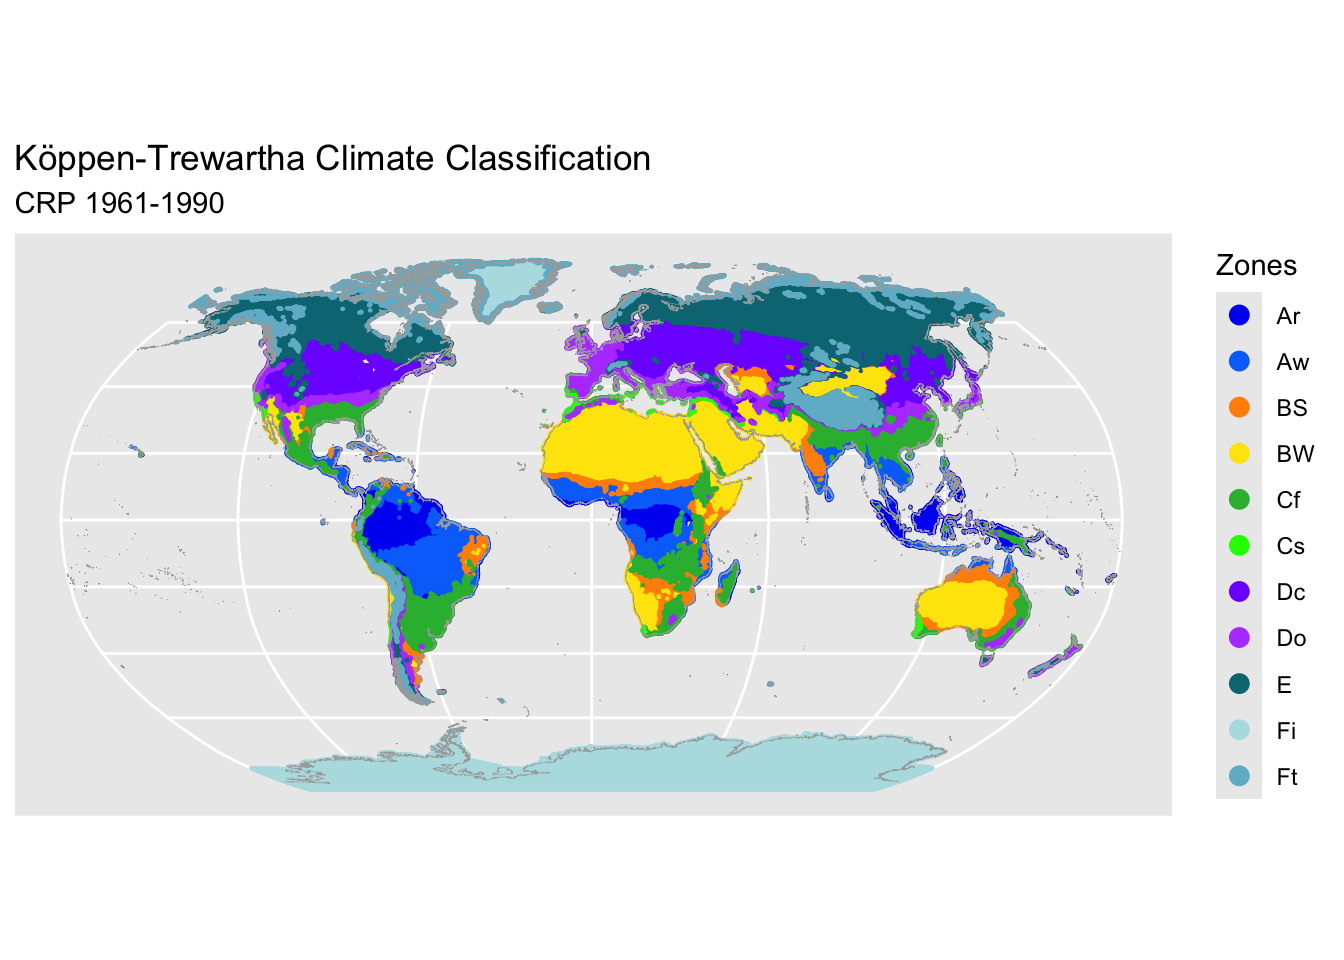 Köppen-Trewartha Climate Classification
CRP 1961-1990
Zones
Ar
Aw
BS
BW
Cf
Cs
Dc
Do
E
Fi
Ft